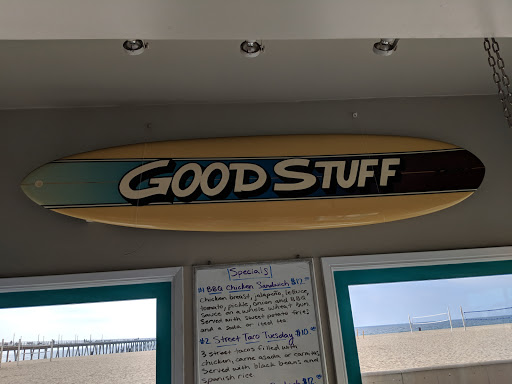 GOOD STUFF
Specials
#1 BBQ Chicken Sandwich $12.
chicken breast, jalapeño, lettuce,
tomato, pickle, onion and BBQ
sauce on a whole wheat bun
Served with sweet potato fries
and a soda or iced tea
#2 Street Taco Tuesday $10.
3 street tacos filled with
chicken, carne asada or carnitas
Served with black beans and
spanish rice.